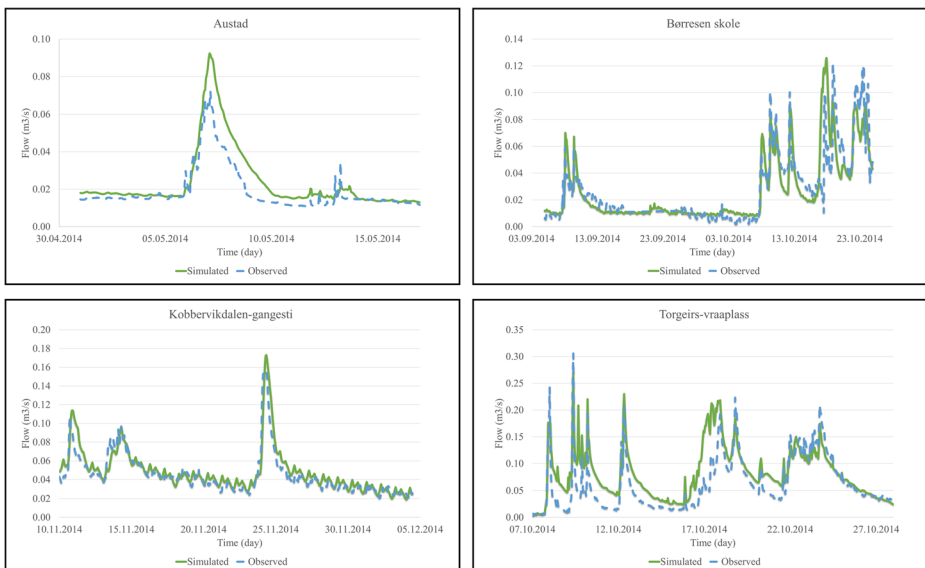 Austad
0.10
0.08
0.06
0.04
0.02
0.00
Flow (m3/s)
30.04.2014 05.05.2014 10.05.2014 15.05.2014
Time (day)
Simulated Observed
Børresen skole
0.14
0.12
0.10
0.08
0.06
0.04
0.02
0.00
Flow (m3/s)
03.09.2014 13.09.2014 23.09.2014 03.10.2014 13.10.2014 23.10.2014
Time (day)
Simulated Observed
Kobbervikdalen-gangesti
0.20
0.18
0.16
0.14
0.12
0.10
0.08
0.06
0.04
0.02
0.00
Flow (m3/s)
10.11.2014 15.11.2014 20.11.2014 25.11.2014 30.11.2014 05.12.2014
Time (day)
Simulated Observed
Torgeirs-vraaplass
0.35
0.30
0.25
0.20
0.15
0.10
0.05
0.00
Flow (m3/s)
07.10.2014 12.10.2014 17.10.2014 22.10.2014 27.10.2014
Time (day)
Simulated Observed